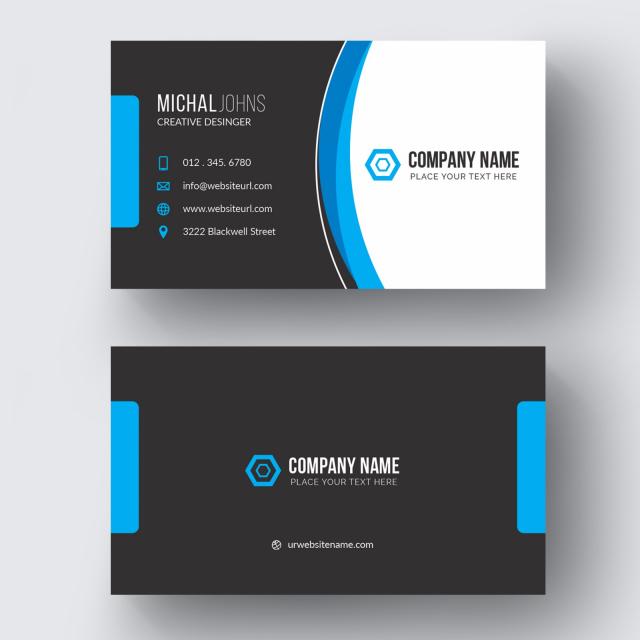 MICHAL JOHNS
CREATIVE DESINGER
012 . 345. 6780
info@websiteurl.com
www.websiteurl.com
3222 Blackwell Street
COMPANY NAME
PLACE YOUR TEXT HERE
COMPANY NAME
PLACE YOUR TEXT HERE
urwebsitename.com